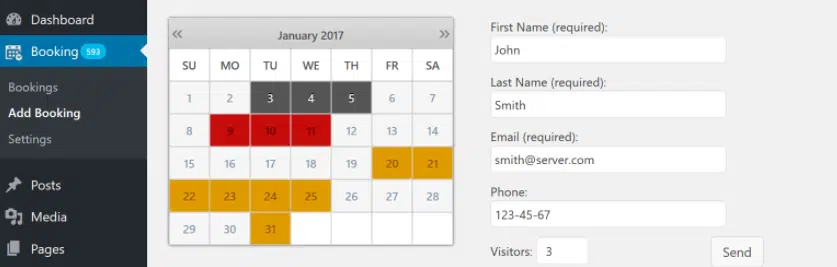 Dashboard
Booking 593
Bookings
Add Booking
Settings
Posts
Media
Pages
« January 2017 »
SU MO TU WE TH FR SA
1 2 3 4 5 6 7
8 9 10 11 12 13 14
15 16 17 18 19 20 21
22 23 24 25 26 27 28
29 30 31
First Name (required):
John
Last Name (required):
Smith
Email (required):
smith@server.com
Phone:
123-45-67
Visitors: 3 Send